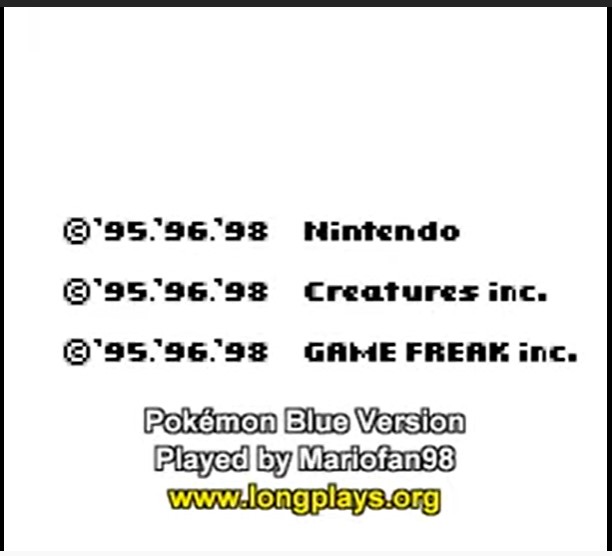 ©'95.'96.'98 Nintendo
©'95.'96.'98 Creatures inc.
©'95.'96.'98 GAME FREAK inc.
Pokémon Blue Version
Played by Mariofan98
www.longplays.org